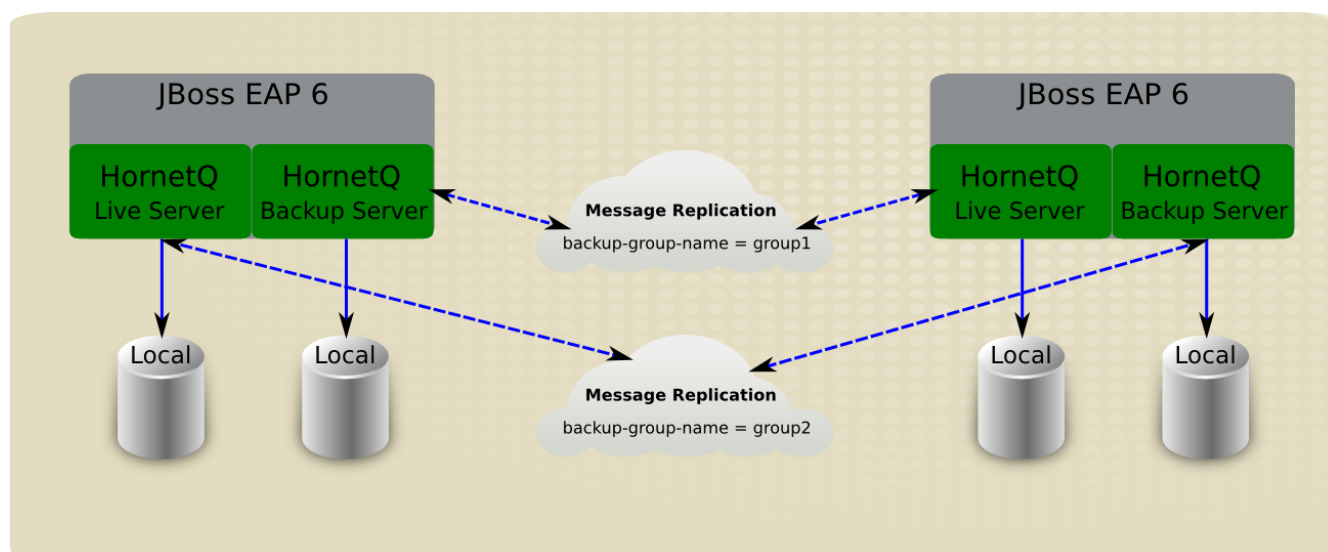 JBoss EAP 6
HornetQ
Live Server
HornetQ
Backup Server
Local
Local
Message Replication
backup-group-name = group1
Message Replication
backup-group-name = group2
JBoss EAP 6
HornetQ
Live Server
HornetQ
Backup Server
Local
Local